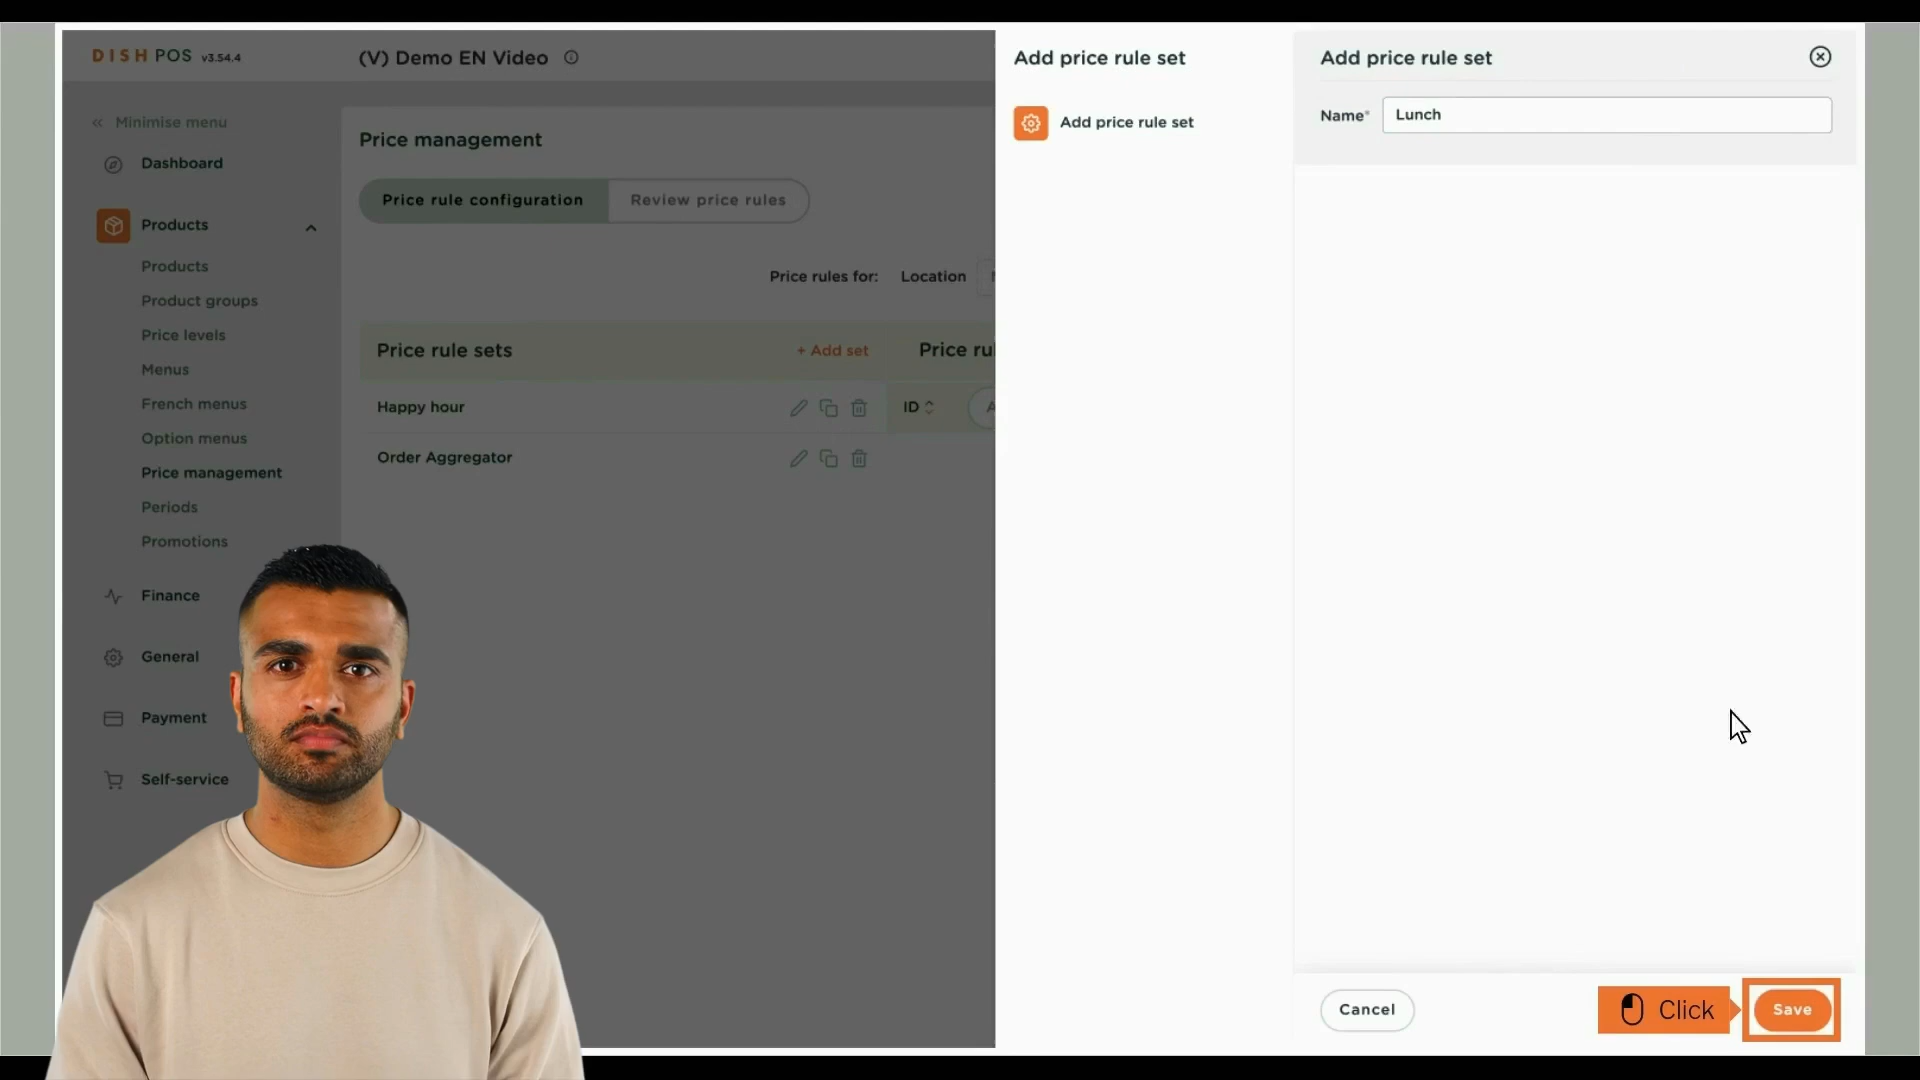 DISH POS v3.54.4
(V) Demo EN Video
Minimise menu
Dashboard
Products
Products
Product groups
Price levels
Menus
French menus
Option menus
Price management
Periods
Promotions
Finance
General
Payment
Self-service
Price management
Price rule configuration
Review price rules
Price rules for: Location
Price rule sets
+ Add set
Price rul
Happy hour
ID
A
Order Aggregator
Add price rule set
Add price rule set
Add price rule set
Name*
Lunch
Cancel
Click
Save